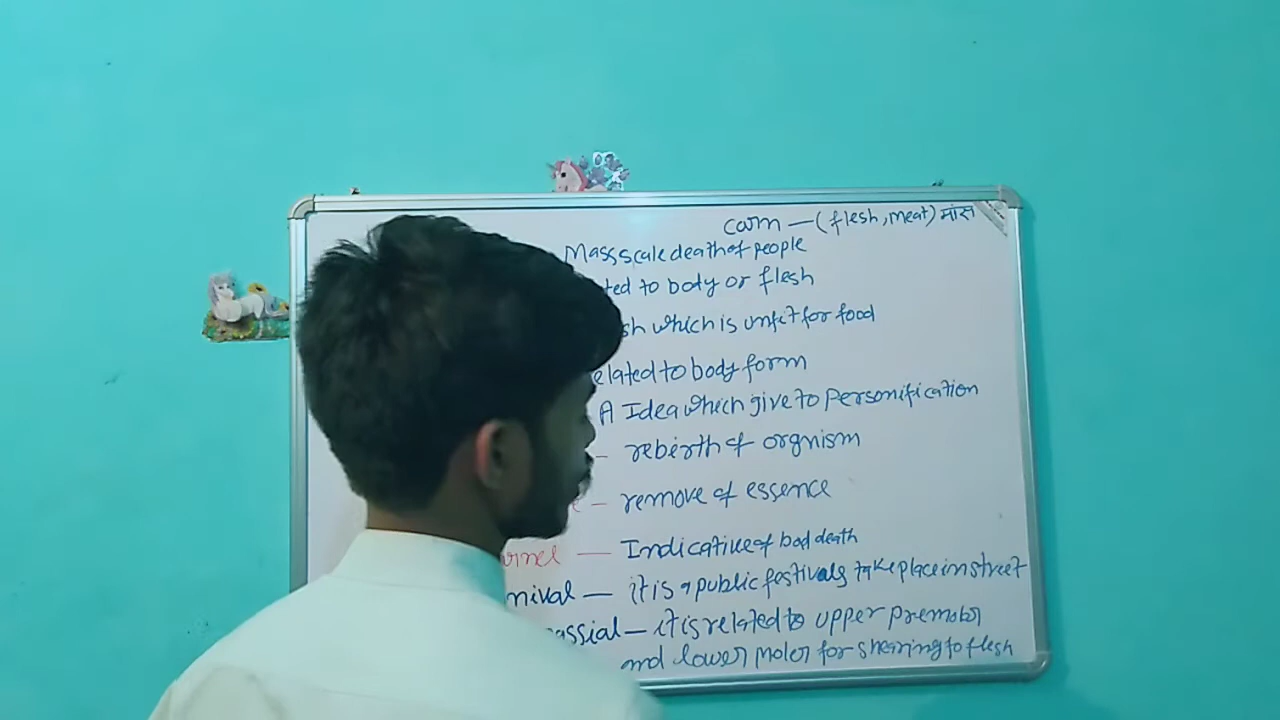 carn — (flesh, meat) मांस
Mass scale death of people
ted to body or flesh
sh which is unfit for food
elated to body form
A Idea which give to Personification
— rebirth of orgnism
e — remove of essence
rnel — Indicative of bad death
nival — it is a public festivals take place in street
assial — it is related to upper premolar
and lower moler for shearing to flesh